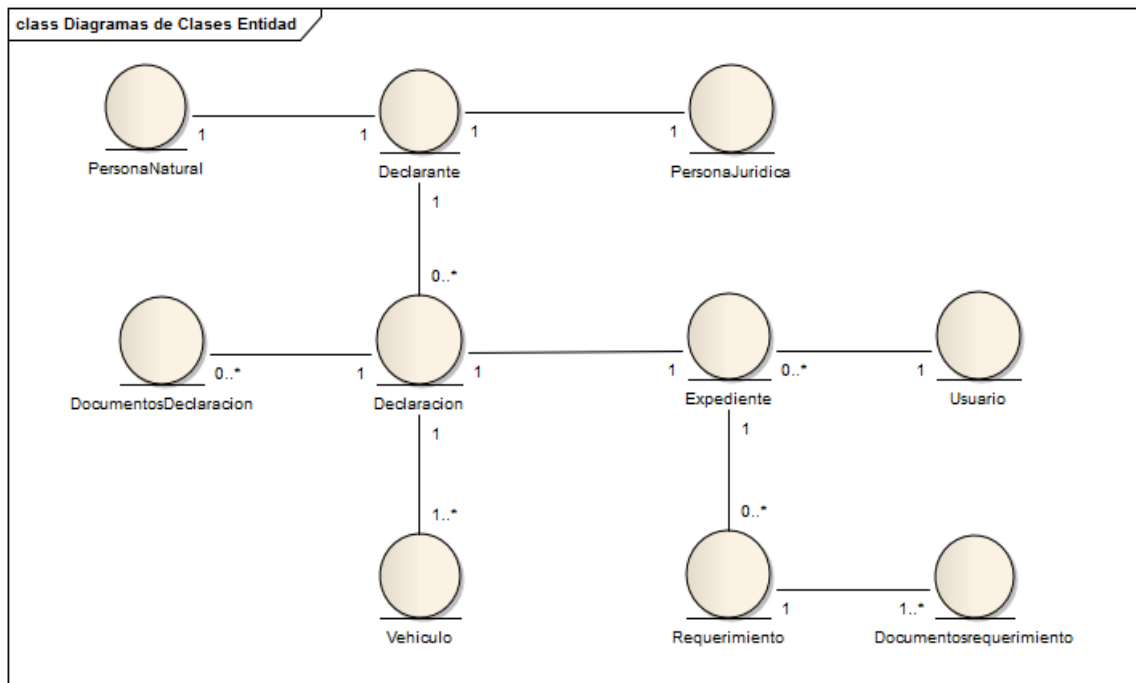 class Diagramas de Clases Entidad
1 1 1 1
PersonaNatural Declarante PersonaJuridica
1
0..*
0..* 1 1 1 0..* 1
DocumentosDeclaracion Declaracion Expediente Usuario
1 1
1..* 0..*
1 1..*
Vehiculo Requerimiento Documentosrequerimiento